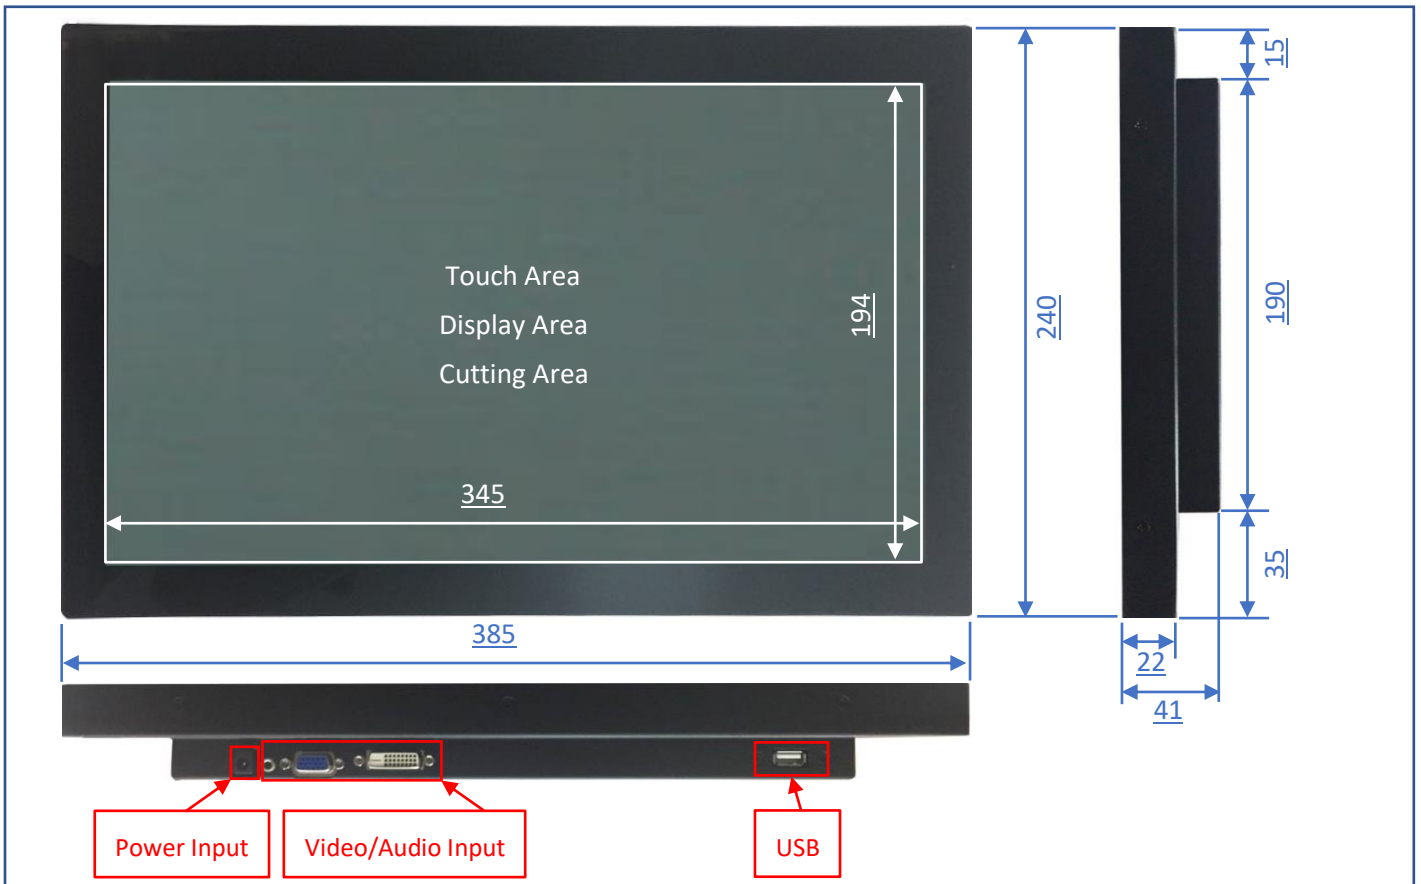 15
Touch Area
Display Area
Cutting Area
194
240
190
345
35
385
22
41
Power Input
Video/Audio Input
USB